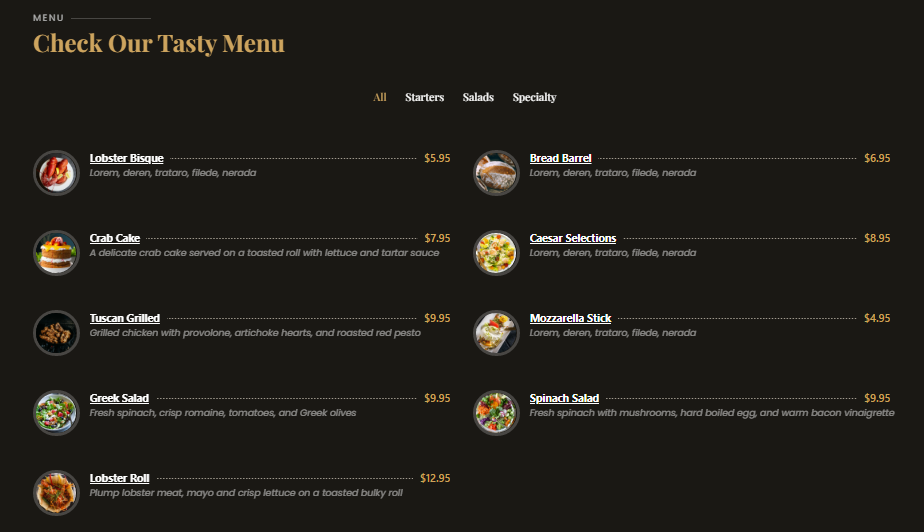 MENU
Check Our Tasty Menu
All Starters Salads Specialty
Lobster Bisque $5.95
Lorem, deren, trataro, filede, nerada
Bread Barrel $6.95
Lorem, deren, trataro, filede, nerada
Crab Cake $7.95
A delicate crab cake served on a toasted roll with lettuce and tartar sauce
Caesar Selections $8.95
Lorem, deren, trataro, filede, nerada
Tuscan Grilled $9.95
Grilled chicken with provolone, artichoke hearts, and roasted red pesto
Mozzarella Stick $4.95
Lorem, deren, trataro, filede, nerada
Greek Salad $9.95
Fresh spinach, crisp romaine, tomatoes, and Greek olives
Spinach Salad $9.95
Fresh spinach with mushrooms, hard boiled egg, and warm bacon vinaigrette
Lobster Roll $12.95
Plump lobster meat, mayo and crisp lettuce on a toasted bulky roll